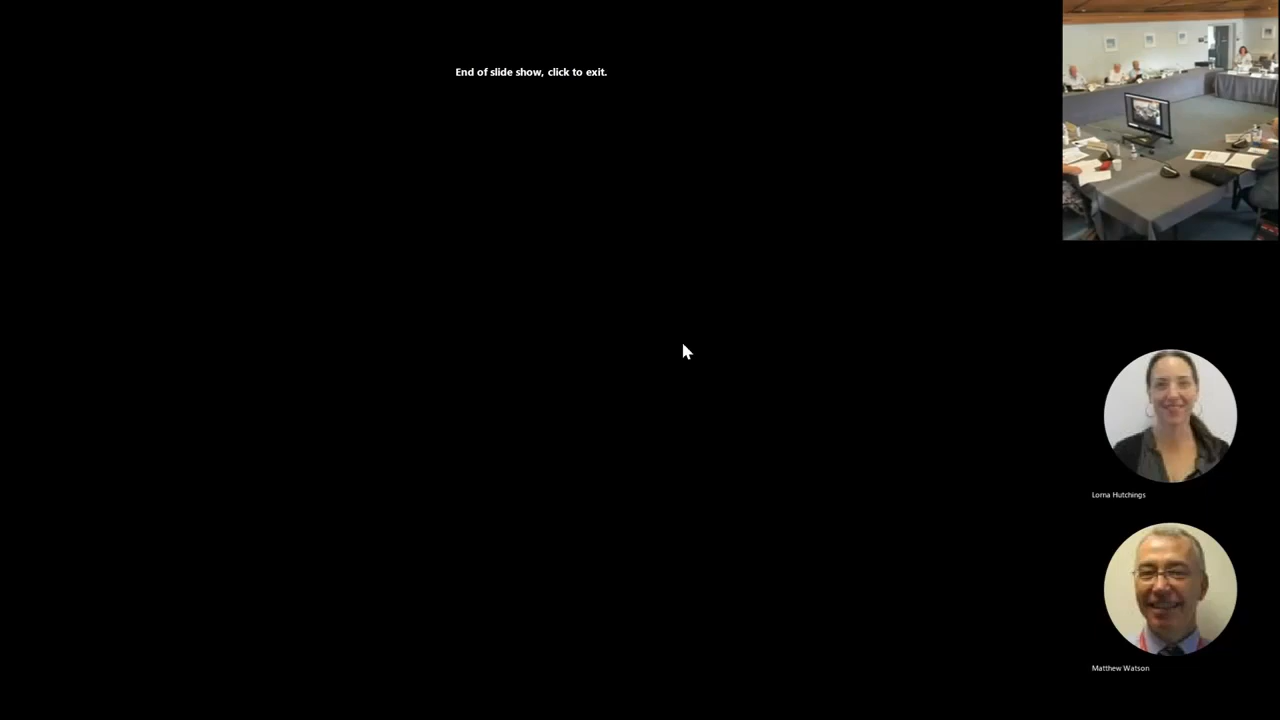 End of slide show, click to exit.
Lorna Hutchings
Matthew Watson